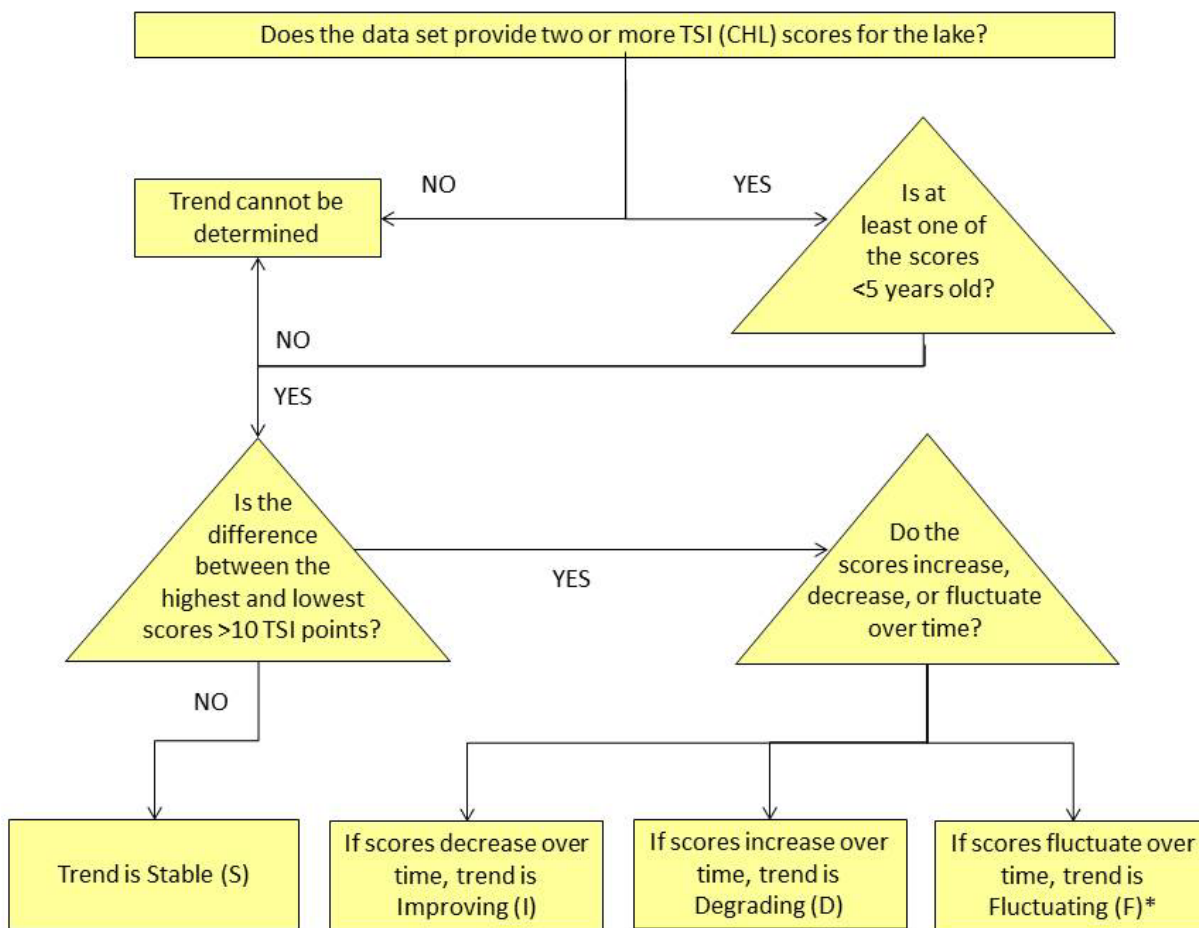 Does the data set provide two or more TSI (CHL) scores for the lake?
NO
YES
Trend cannot be
determined
Is at
least one of
the scores
<5 years old?
NO
YES
Is the
difference
between the
highest and lowest
scores >10 TSI points?
YES
Do the
scores increase,
decrease, or fluctuate
over time?
NO
Trend is Stable (S)
If scores decrease over
time, trend is
Improving (I)
If scores increase over
time, trend is
Degrading (D)
If scores fluctuate over
time, trend is
Fluctuating (F)*